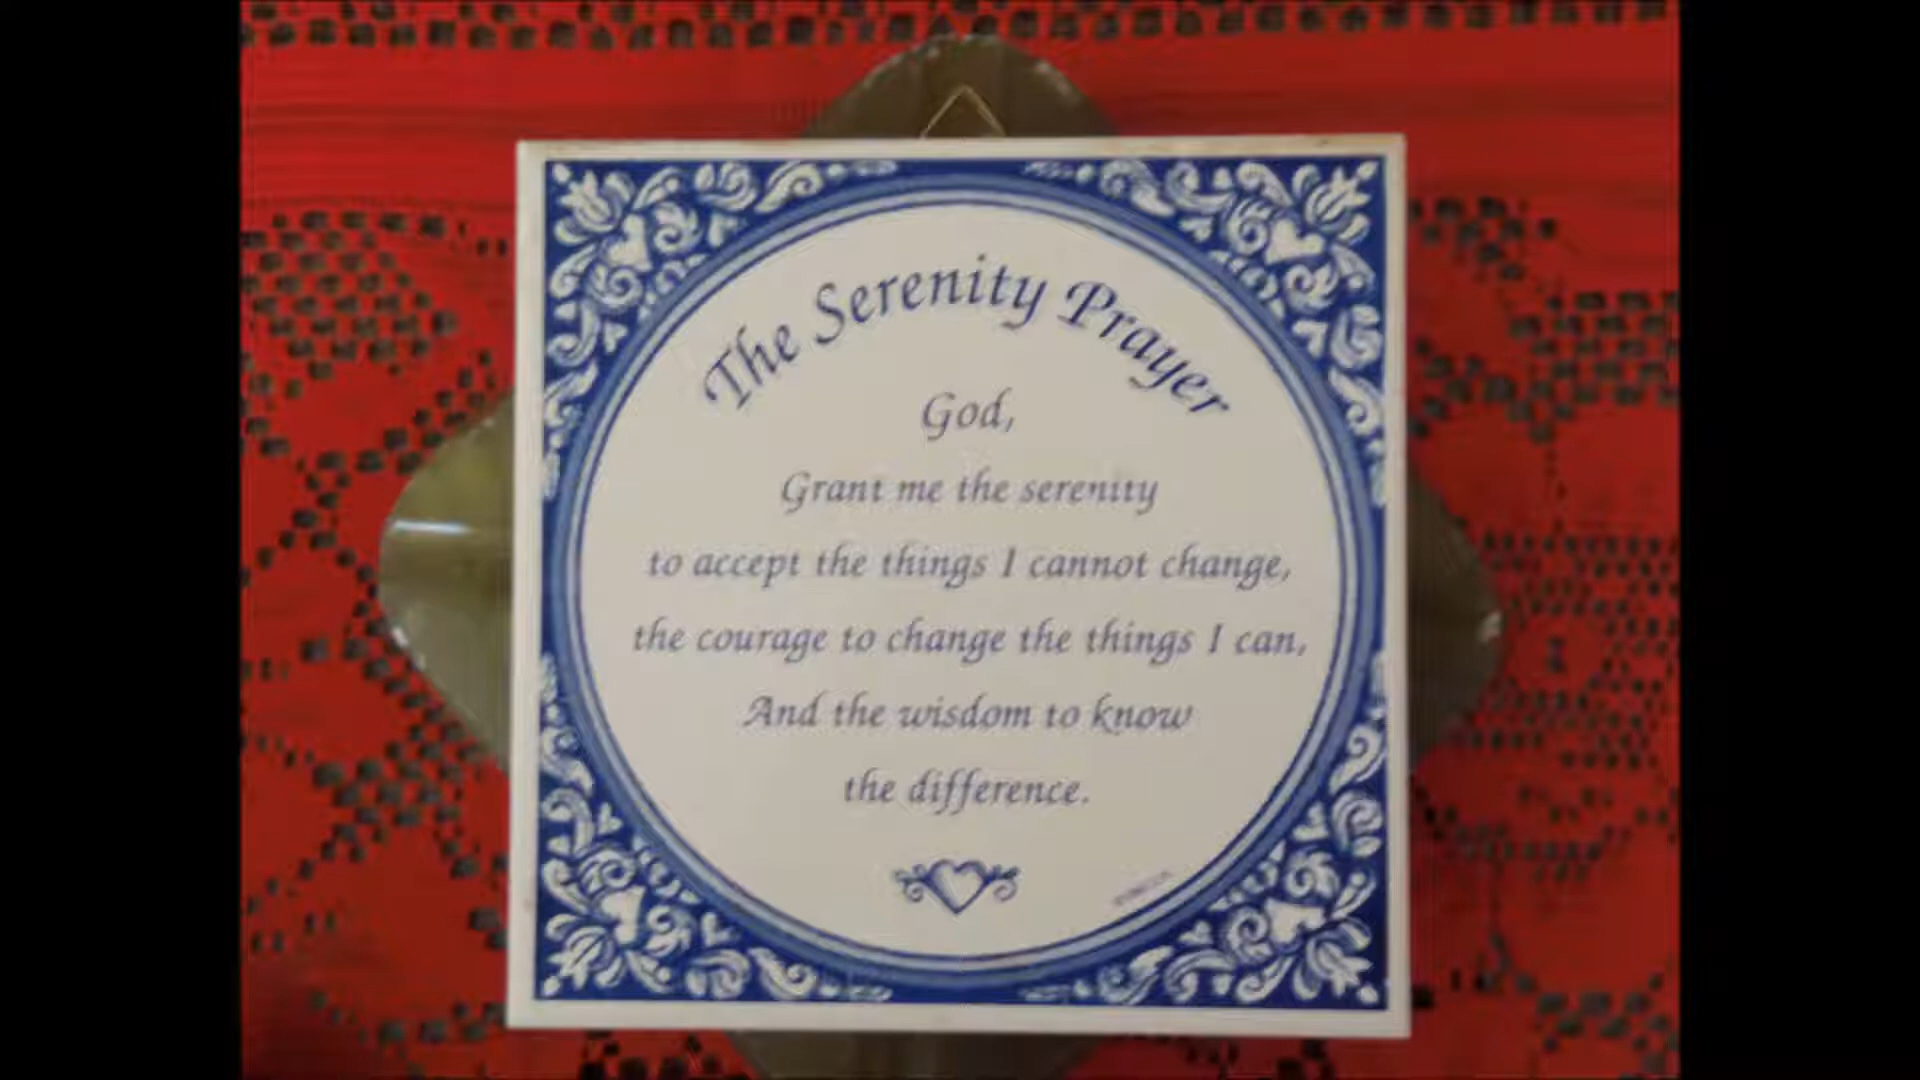 The Serenity Prayer
God,
Grant me the serenity
to accept the things I cannot change,
the courage to change the things I can,
And the wisdom to know
the difference.